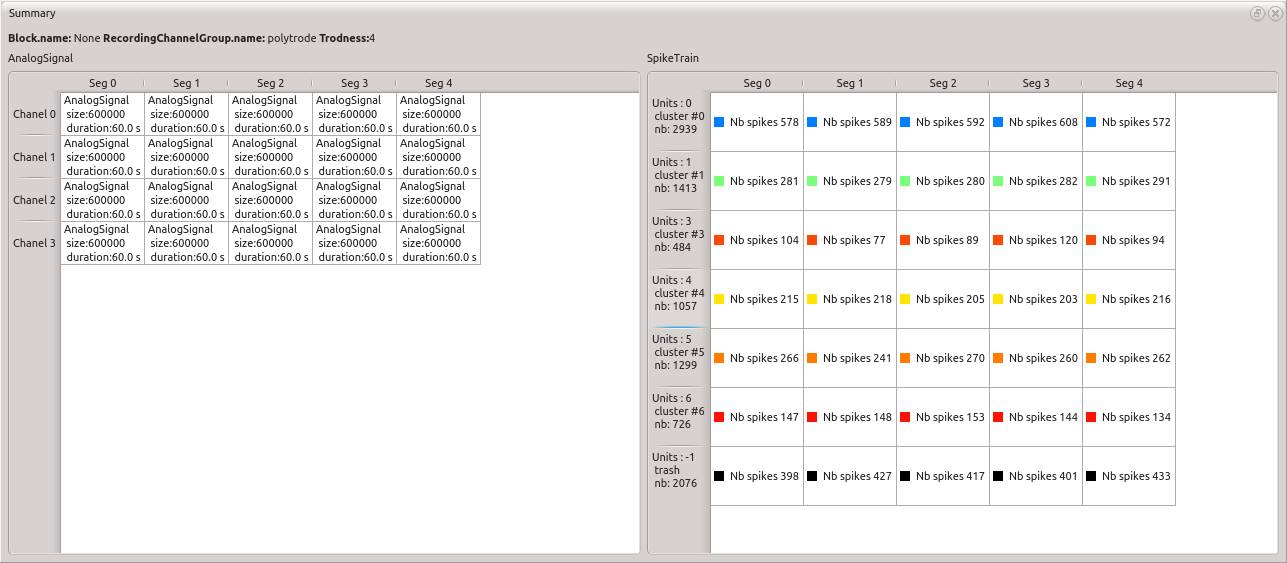 Summary
Block.name: None RecordingChannelGroup.name: polytrode Trodness:4
AnalogSignal
Seg 0 Seg 1 Seg 2 Seg 3 Seg 4
Chanel 0
AnalogSignal AnalogSignal AnalogSignal AnalogSignal AnalogSignal
size:600000 size:600000 size:600000 size:600000 size:600000
duration:60.0 s duration:60.0 s duration:60.0 s duration:60.0 s duration:60.0 s
Chanel 1
AnalogSignal AnalogSignal AnalogSignal AnalogSignal AnalogSignal
size:600000 size:600000 size:600000 size:600000 size:600000
duration:60.0 s duration:60.0 s duration:60.0 s duration:60.0 s duration:60.0 s
Chanel 2
AnalogSignal AnalogSignal AnalogSignal AnalogSignal AnalogSignal
size:600000 size:600000 size:600000 size:600000 size:600000
duration:60.0 s duration:60.0 s duration:60.0 s duration:60.0 s duration:60.0 s
Chanel 3
AnalogSignal AnalogSignal AnalogSignal AnalogSignal AnalogSignal
size:600000 size:600000 size:600000 size:600000 size:600000
duration:60.0 s duration:60.0 s duration:60.0 s duration:60.0 s duration:60.0 s
SpikeTrain
Seg 0 Seg 1 Seg 2 Seg 3 Seg 4
Units : 0
cluster #0
nb: 2939
Nb spikes 578 Nb spikes 589 Nb spikes 592 Nb spikes 608 Nb spikes 572
Units : 1
cluster #1
nb: 1413
Nb spikes 281 Nb spikes 279 Nb spikes 280 Nb spikes 282 Nb spikes 291
Units : 3
cluster #3
nb: 484
Nb spikes 104 Nb spikes 77 Nb spikes 89 Nb spikes 120 Nb spikes 94
Units : 4
cluster #4
nb: 1057
Nb spikes 215 Nb spikes 218 Nb spikes 205 Nb spikes 203 Nb spikes 216
Units : 5
cluster #5
nb: 1299
Nb spikes 266 Nb spikes 241 Nb spikes 270 Nb spikes 260 Nb spikes 262
Units : 6
cluster #6
nb: 726
Nb spikes 147 Nb spikes 148 Nb spikes 153 Nb spikes 144 Nb spikes 134
Units : -1
trash
nb: 2076
Nb spikes 398 Nb spikes 427 Nb spikes 417 Nb spikes 401 Nb spikes 433